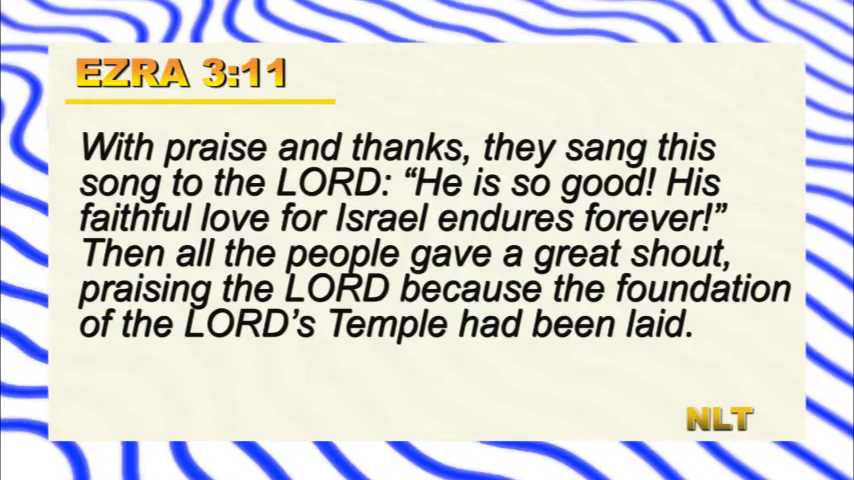 EZRA 3:11
With praise and thanks, they sang this
song to the LORD: “He is so good! His
faithful love for Israel endures forever!”
Then all the people gave a great shout,
praising the LORD because the foundation
of the LORD’s Temple had been laid.
NLT